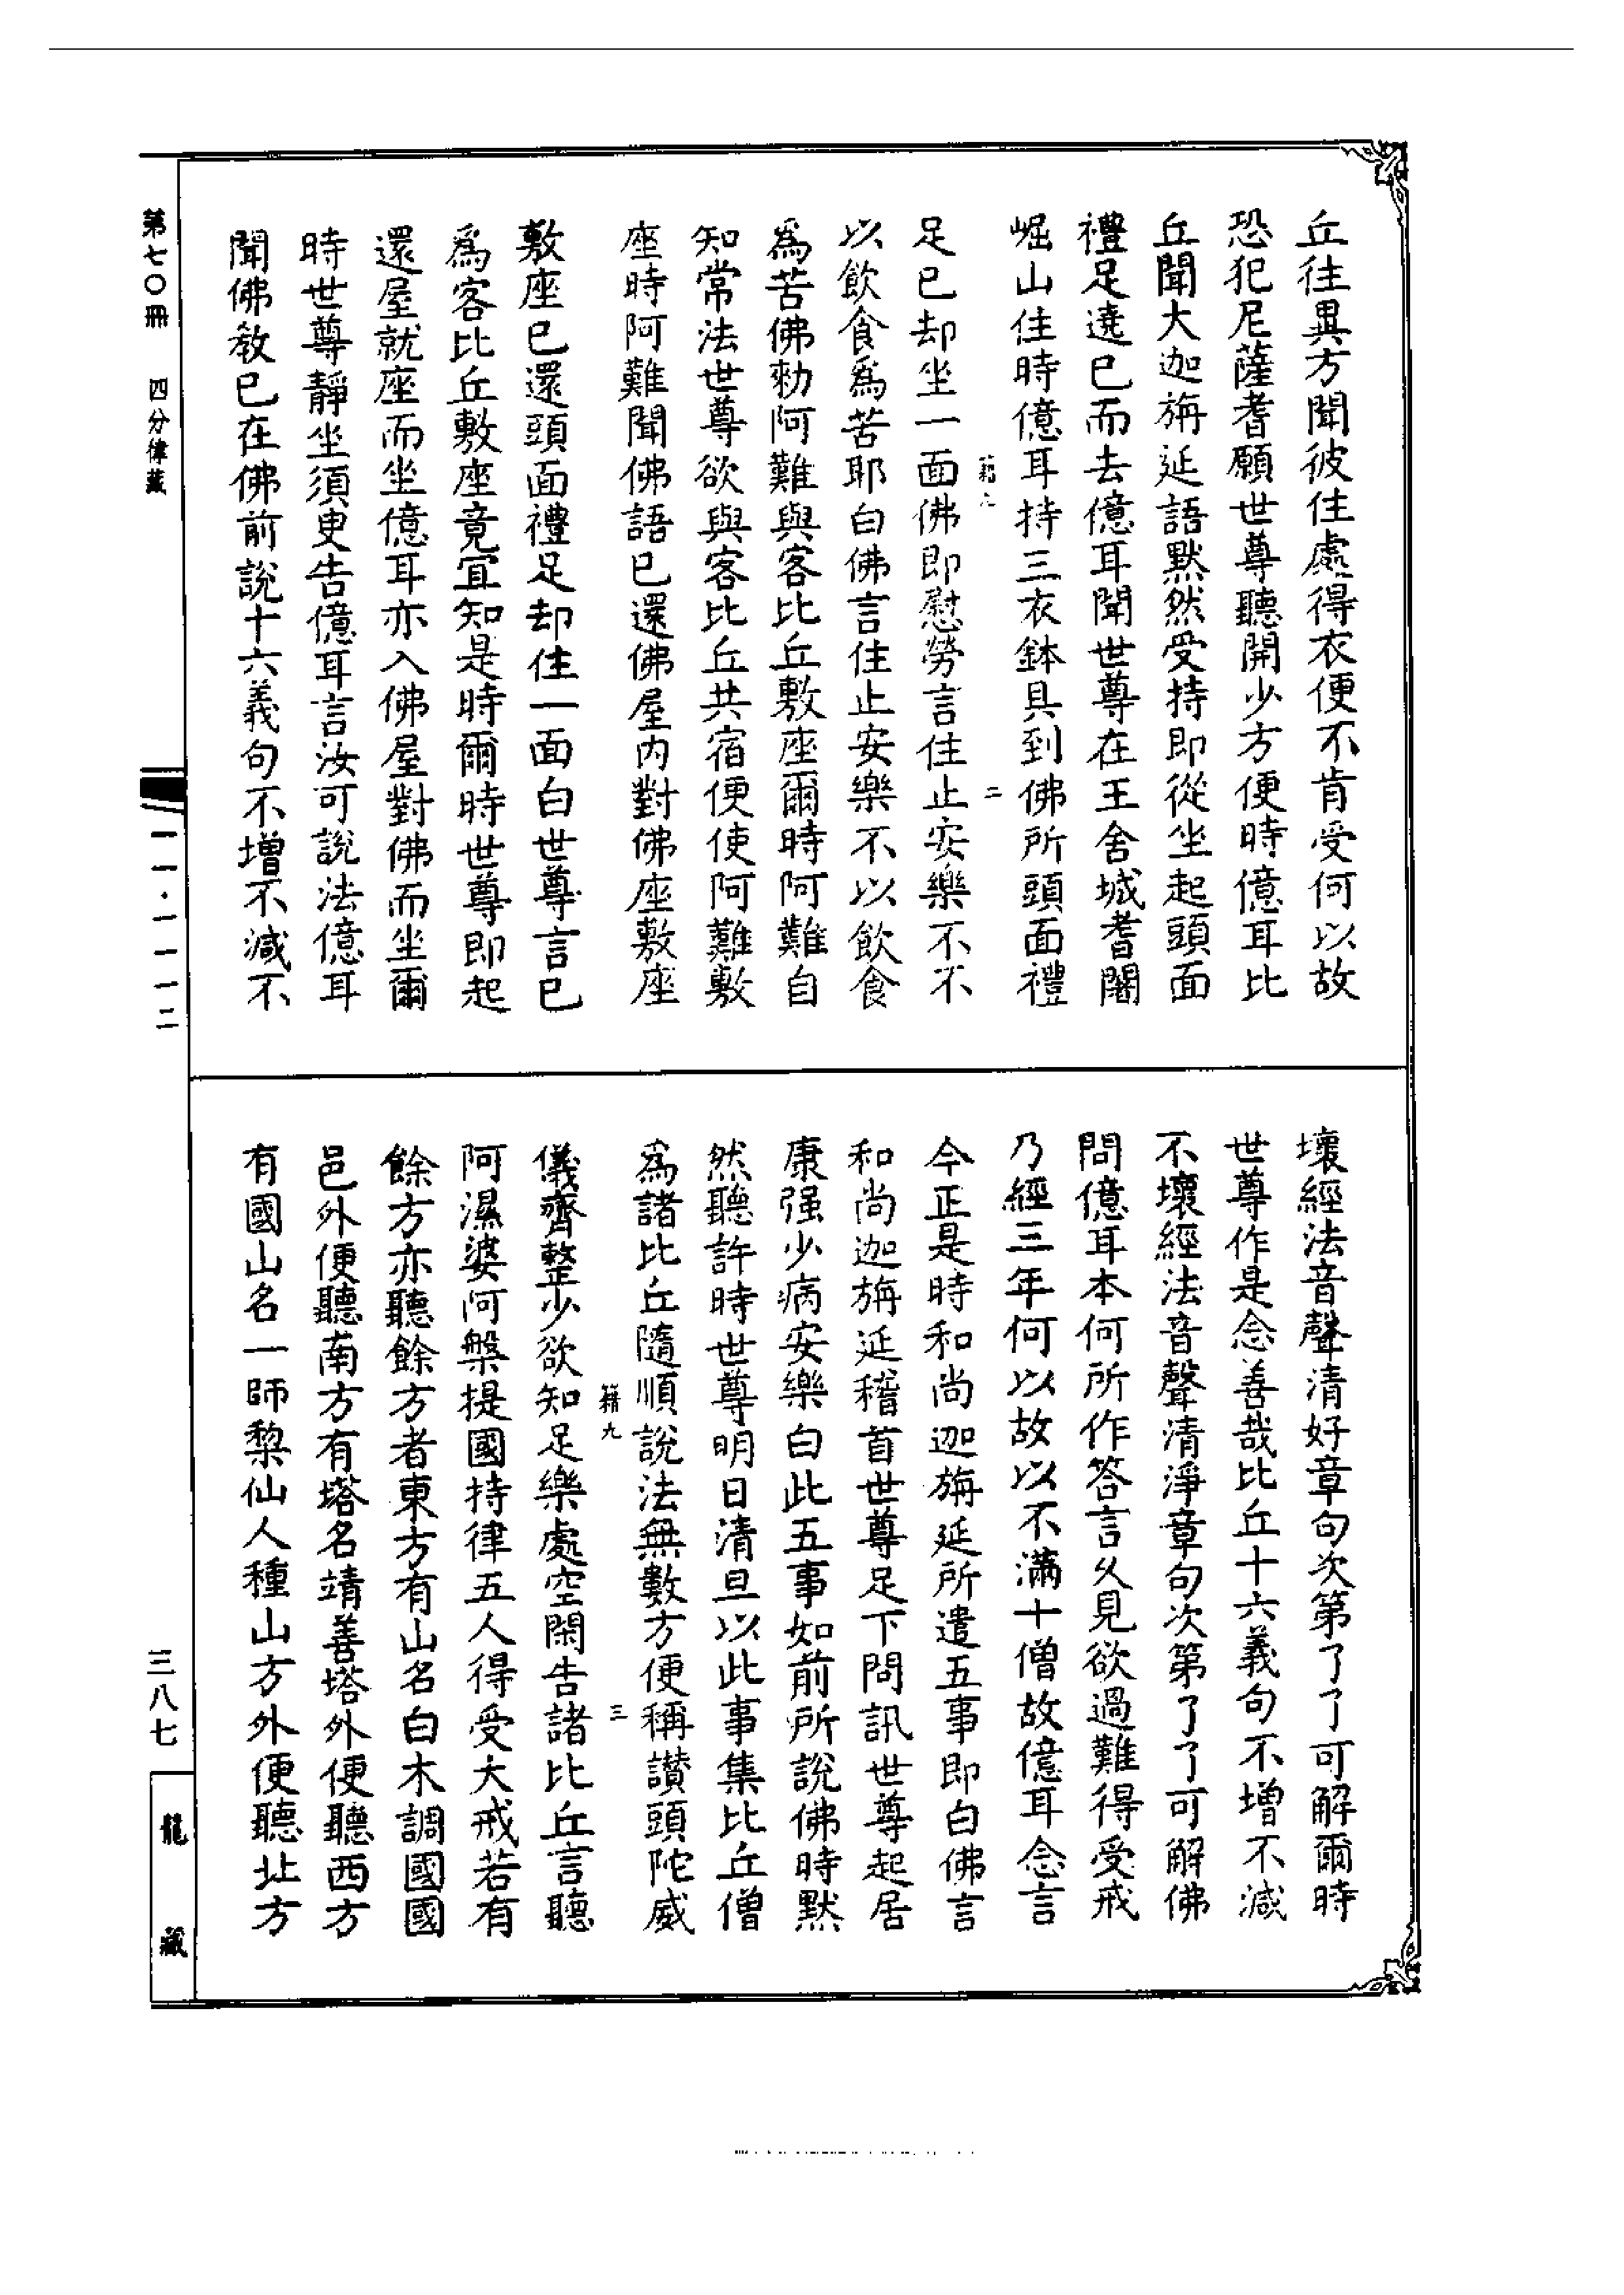 丘往異方聞彼住處得衣便不肯受何以故
恐犯尼薩耆願世尊聽開少方便時億耳比
丘聞大迦旃延語默然受持即從坐起頭面
禮足遶已而去億耳聞世尊在王舍城耆闍
崛山住時億耳持三衣鉢具到佛所頭面禮
二
足已却坐一面佛即慰勞言住止安樂不不
以飲食為苦耶白佛言住止安樂不以飲食
為苦佛勑阿難與客比丘敷座爾時阿難自
知常法世尊欲與客比丘共宿便使阿難敷
座時阿難聞佛語已還佛屋内對佛座敷座
敷座已還頭面禮足却住一面白世尊言已
為客比丘敷座竟宜知是時爾時世尊即起
還屋就座而坐億耳亦入佛屋對佛而坐爾
時世尊靜坐須臾告億耳言汝可說法億耳
聞佛教已在佛前說十六義句不增不減不
壞經法音聲清好章句次第了了可解爾時
世尊作是念善哉比丘十六義句不增不減
不壞經法音聲清淨章句次第了了可解佛
問億耳本何所作答言久見欲過難得受戒
乃經三年何以故以不滿十僧故億耳念言
今正是時和尚迦旃延所遣五事即白佛言
和尚迦旃延稽首世尊足下問訊世尊起居
康强少病安樂白此五事如前所說佛時默
然聽許時世尊明日清旦以此事集比丘僧
為諸比丘隨順說法無數方便稱讃頭陀威
籍九 三
儀齊整少欲知足樂處空閑告諸比丘言聽
阿濕婆阿槃提國持律五人得受大戒若有
餘方亦聽餘方者東方有山名白木調國國
邑外便聽南方有塔名靖善塔外便聽西方
有國山名一師梨仙人種山方外便聽北方
第七〇冊 四分律藏
一一·一一一二
三八七
龍藏